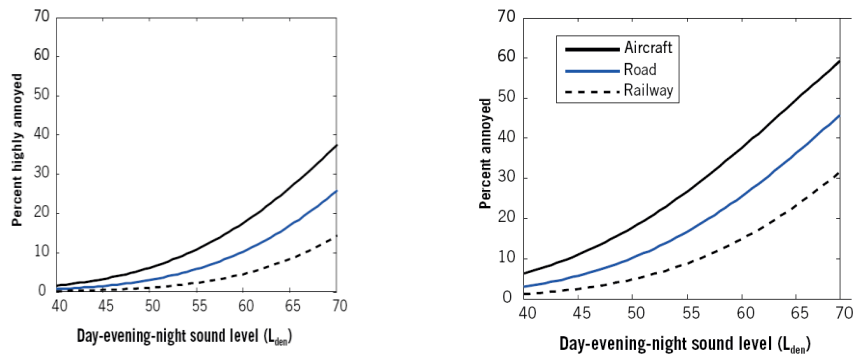 70
60
50
40
30
20
10
0
Percent highly annoyed
40 45 50 55 60 65 70
Day-evening-night sound level (Lden)
70
60
50
40
30
20
10
0
Percent annoyed
Aircraft
Road
Railway
40 45 50 55 60 65 70
Day-evening-night sound level (Lden)